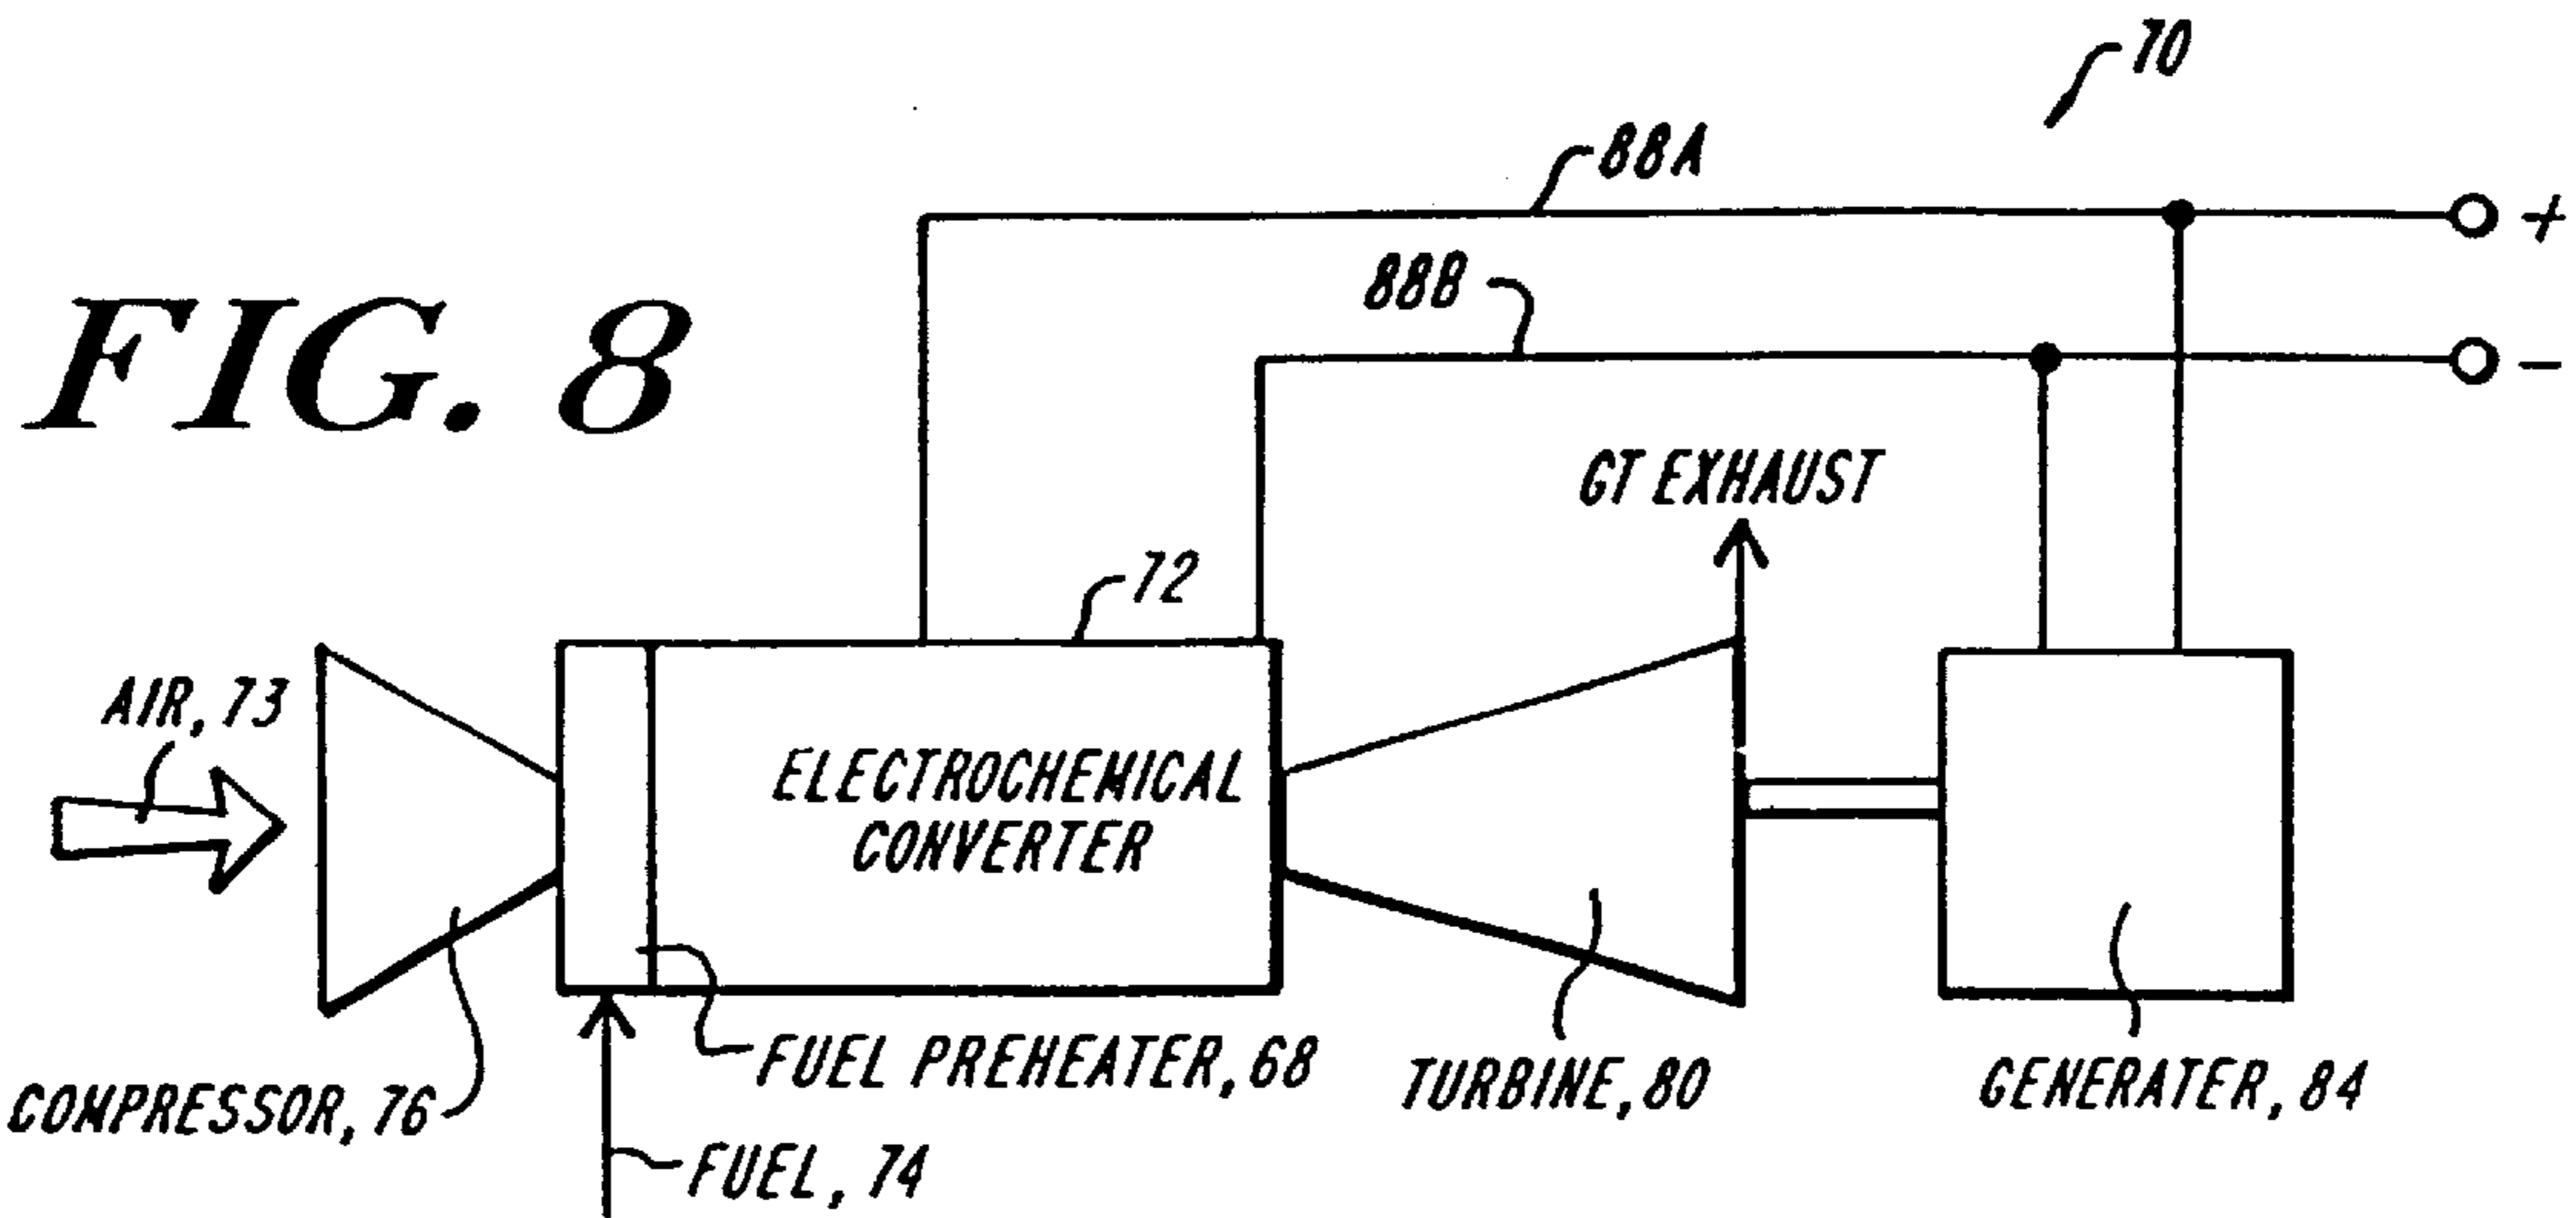 70
88A
+
88B
-
FIG. 8
GT EXHAUST
72
AIR, 73
ELECTROCHEMICAL
CONVERTER
FUEL PREHEATER, 68
TURBINE, 80
GENERATER, 84
COMPRESSOR, 76
FUEL, 74